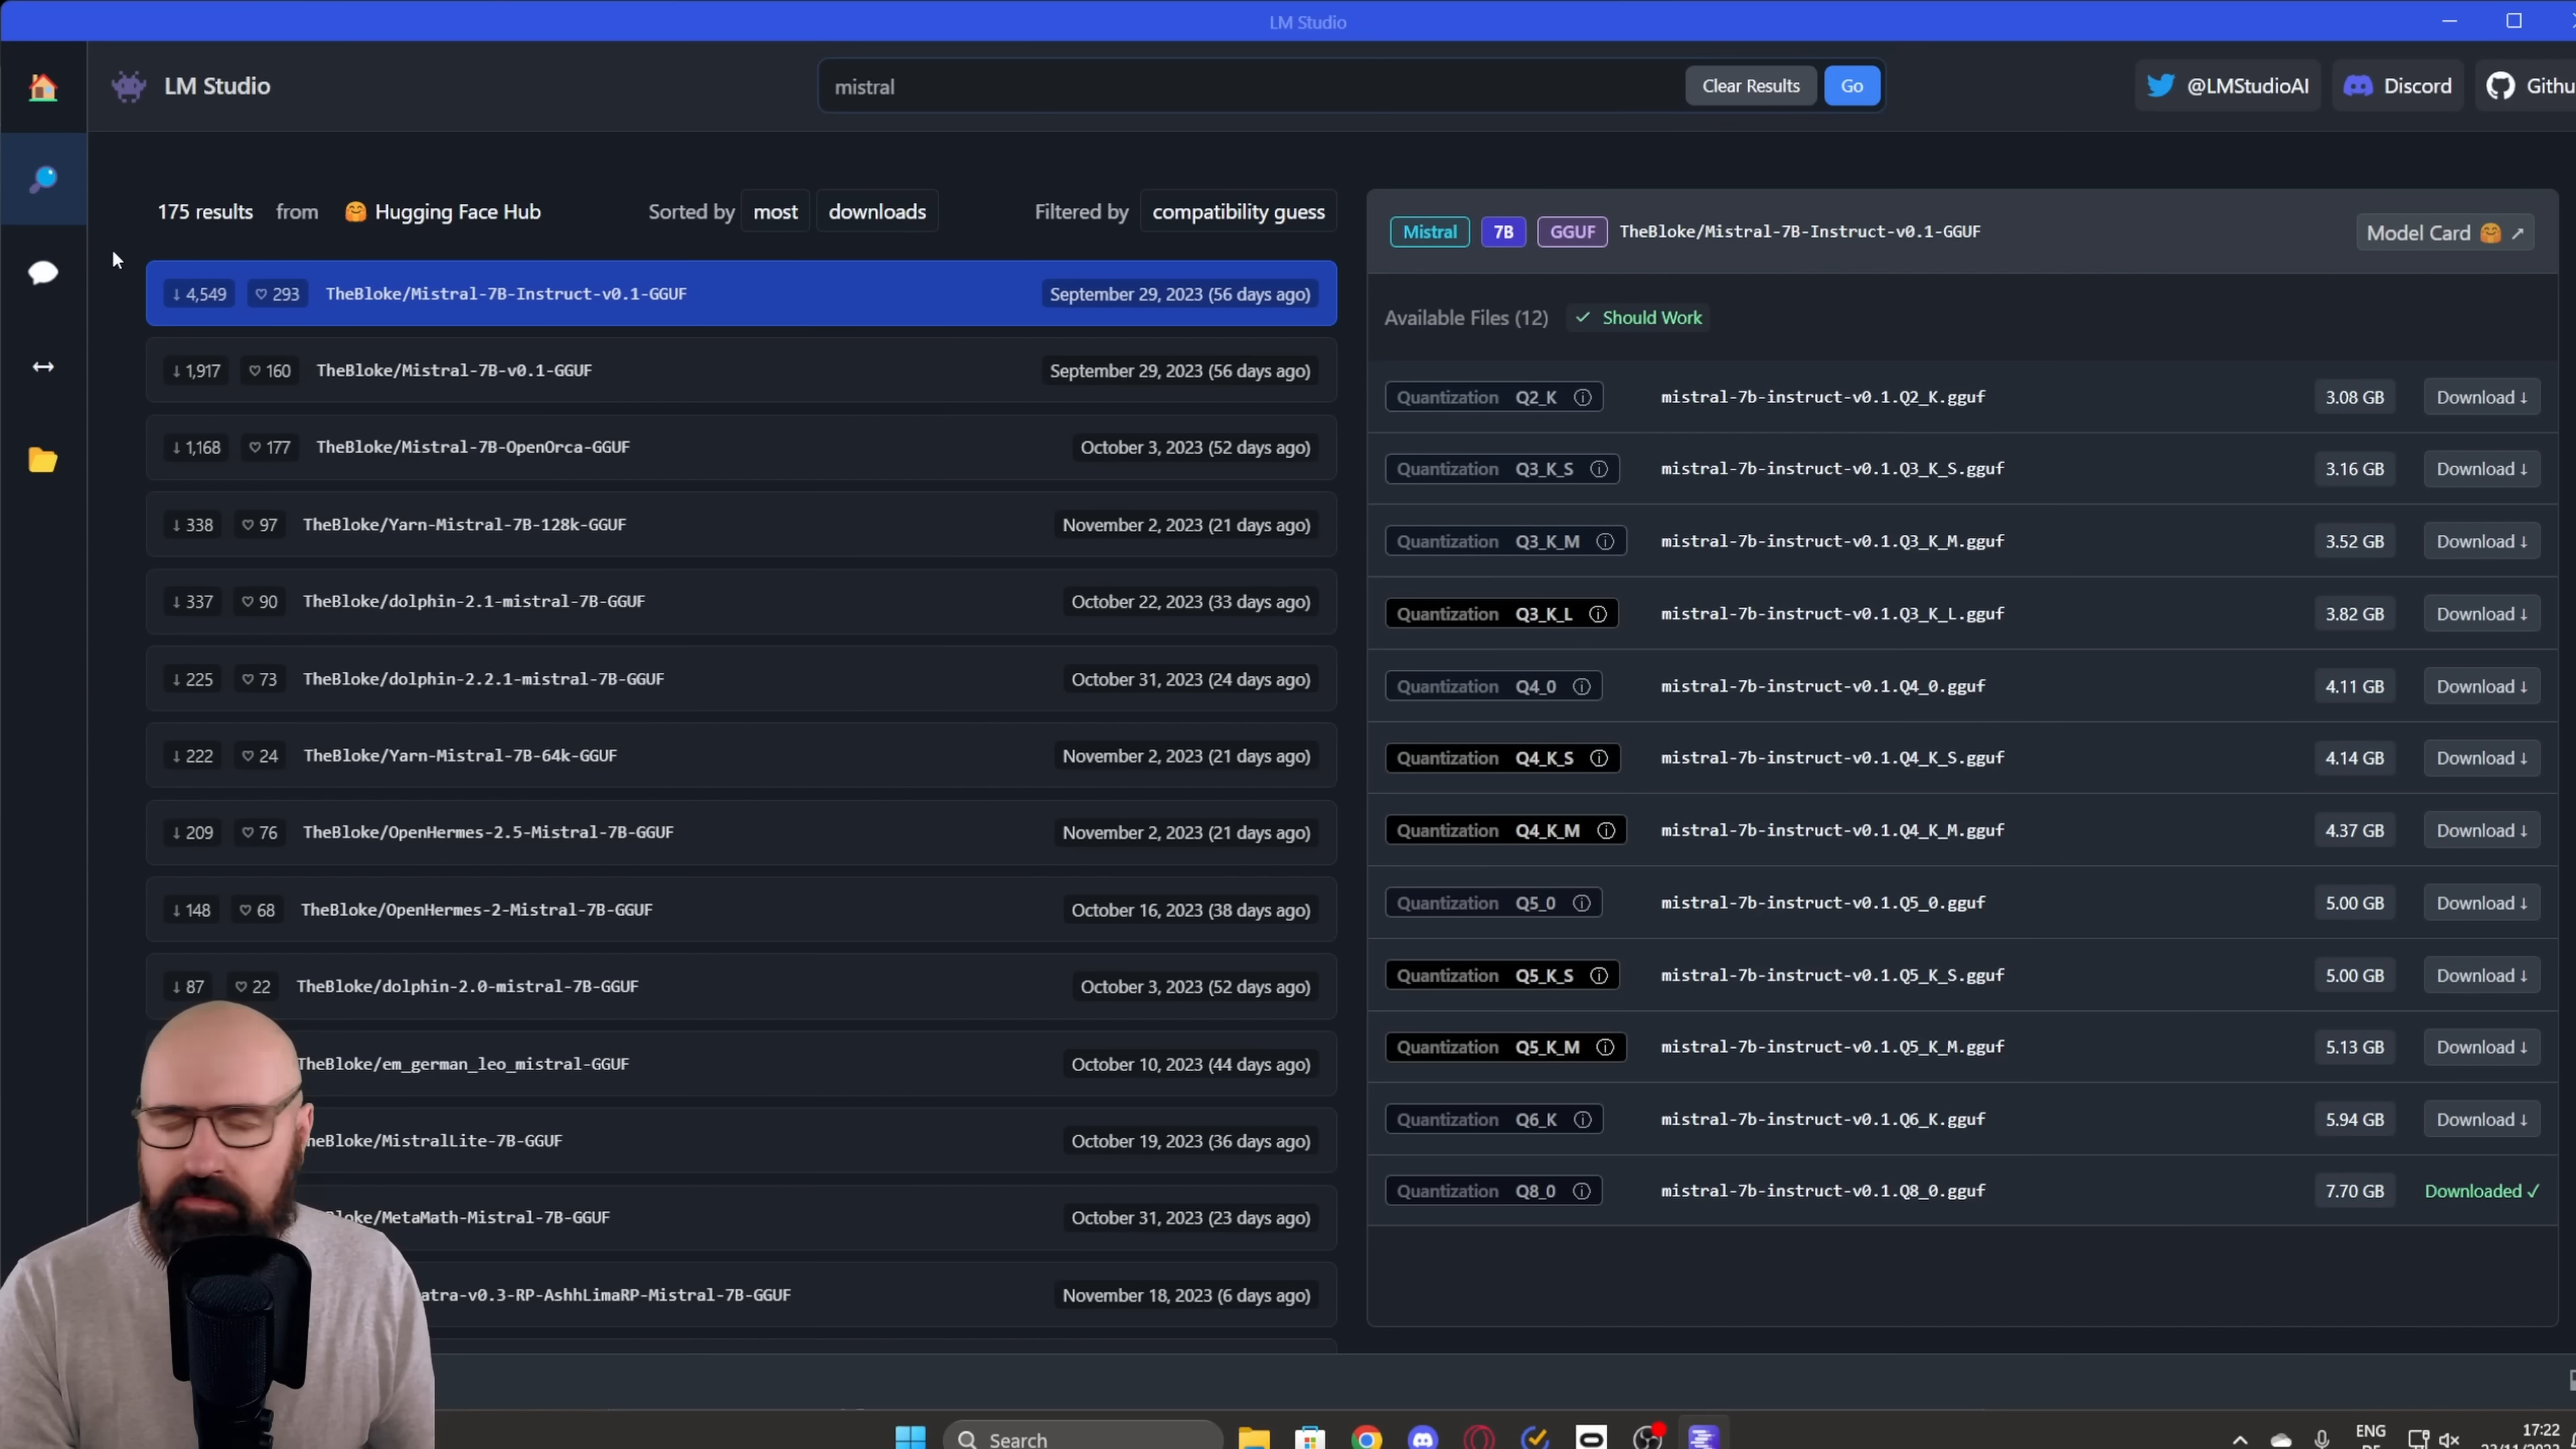 LM Studio
LM Studio
mistral
Clear Results
Go
@LMStudioAI
Discord
Githu
175 results from Hugging Face Hub
Sorted by most downloads
Filtered by compatibility guess
↓ 4,549 ♡ 293 TheBloke/Mistral-7B-Instruct-v0.1-GGUF September 29, 2023 (56 days ago)
↓ 1,917 ♡ 160 TheBloke/Mistral-7B-v0.1-GGUF September 29, 2023 (56 days ago)
↓ 1,168 ♡ 177 TheBloke/Mistral-7B-OpenOrca-GGUF October 3, 2023 (52 days ago)
↓ 338 ♡ 97 TheBloke/Yarn-Mistral-7B-128k-GGUF November 2, 2023 (21 days ago)
↓ 337 ♡ 90 TheBloke/dolphin-2.1-mistral-7B-GGUF October 22, 2023 (33 days ago)
↓ 225 ♡ 73 TheBloke/dolphin-2.2.1-mistral-7B-GGUF October 31, 2023 (24 days ago)
↓ 222 ♡ 24 TheBloke/Yarn-Mistral-7B-64k-GGUF November 2, 2023 (21 days ago)
↓ 209 ♡ 76 TheBloke/OpenHermes-2.5-Mistral-7B-GGUF November 2, 2023 (21 days ago)
↓ 148 ♡ 68 TheBloke/OpenHermes-2-Mistral-7B-GGUF October 16, 2023 (38 days ago)
↓ 87 ♡ 22 TheBloke/dolphin-2.0-mistral-7B-GGUF October 3, 2023 (52 days ago)
TheBloke/em_german_leo_mistral-GGUF October 10, 2023 (44 days ago)
heBloke/MistralLite-7B-GGUF October 19, 2023 (36 days ago)
loke/MetaMath-Mistral-7B-GGUF October 31, 2023 (23 days ago)
atra-v0.3-RP-AshhLimaRP-Mistral-7B-GGUF November 18, 2023 (6 days ago)
Mistral 7B GGUF TheBloke/Mistral-7B-Instruct-v0.1-GGUF Model Card ↗
Available Files (12) ✓ Should Work
Quantization Q2_K mistral-7b-instruct-v0.1.Q2_K.gguf 3.08 GB Download ↓
Quantization Q3_K_S mistral-7b-instruct-v0.1.Q3_K_S.gguf 3.16 GB Download ↓
Quantization Q3_K_M mistral-7b-instruct-v0.1.Q3_K_M.gguf 3.52 GB Download ↓
Quantization Q3_K_L mistral-7b-instruct-v0.1.Q3_K_L.gguf 3.82 GB Download ↓
Quantization Q4_0 mistral-7b-instruct-v0.1.Q4_0.gguf 4.11 GB Download ↓
Quantization Q4_K_S mistral-7b-instruct-v0.1.Q4_K_S.gguf 4.14 GB Download ↓
Quantization Q4_K_M mistral-7b-instruct-v0.1.Q4_K_M.gguf 4.37 GB Download ↓
Quantization Q5_0 mistral-7b-instruct-v0.1.Q5_0.gguf 5.00 GB Download ↓
Quantization Q5_K_S mistral-7b-instruct-v0.1.Q5_K_S.gguf 5.00 GB Download ↓
Quantization Q5_K_M mistral-7b-instruct-v0.1.Q5_K_M.gguf 5.13 GB Download ↓
Quantization Q6_K mistral-7b-instruct-v0.1.Q6_K.gguf 5.94 GB Download ↓
Quantization Q8_0 mistral-7b-instruct-v0.1.Q8_0.gguf 7.70 GB Downloaded ✓
Search
ENG
17:22